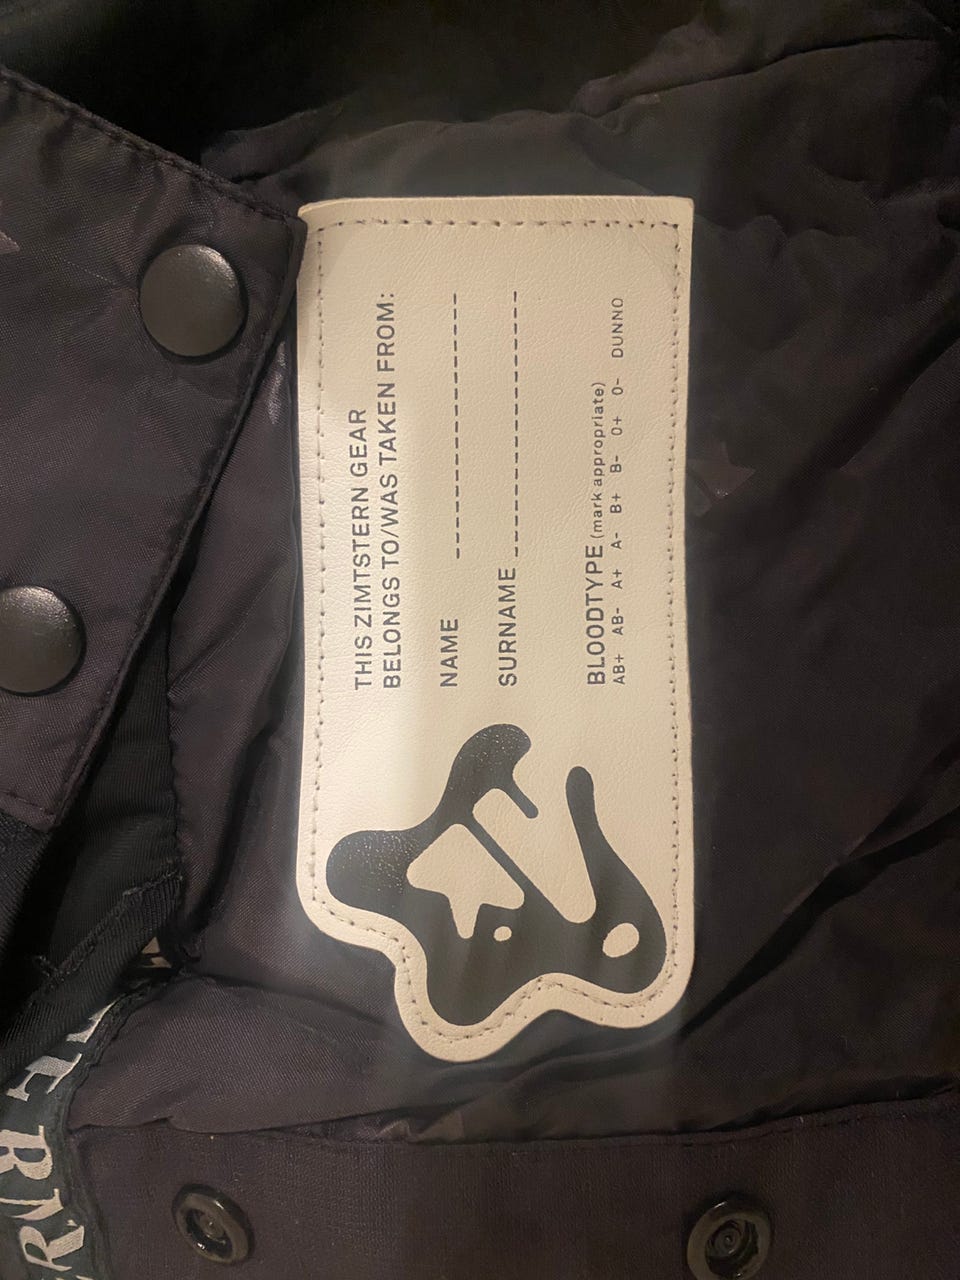 THIS ZIMTSTERN GEAR
BELONGS TO/WAS TAKEN FROM:
NAME
SURNAME
BLOODTYPE (mark appropriate)
AB+ AB- A+ A- B+ B- 0+ 0- DUNNO